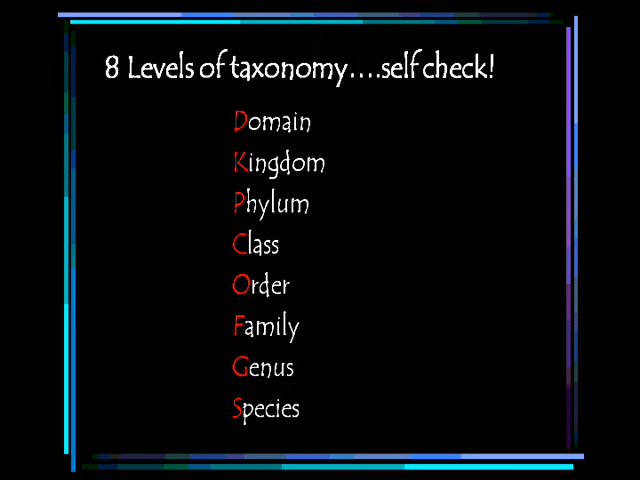 8 Levels of taxonomy....self check!
Domain
Kingdom
Phylum
Class
Order
Family
Genus
Species